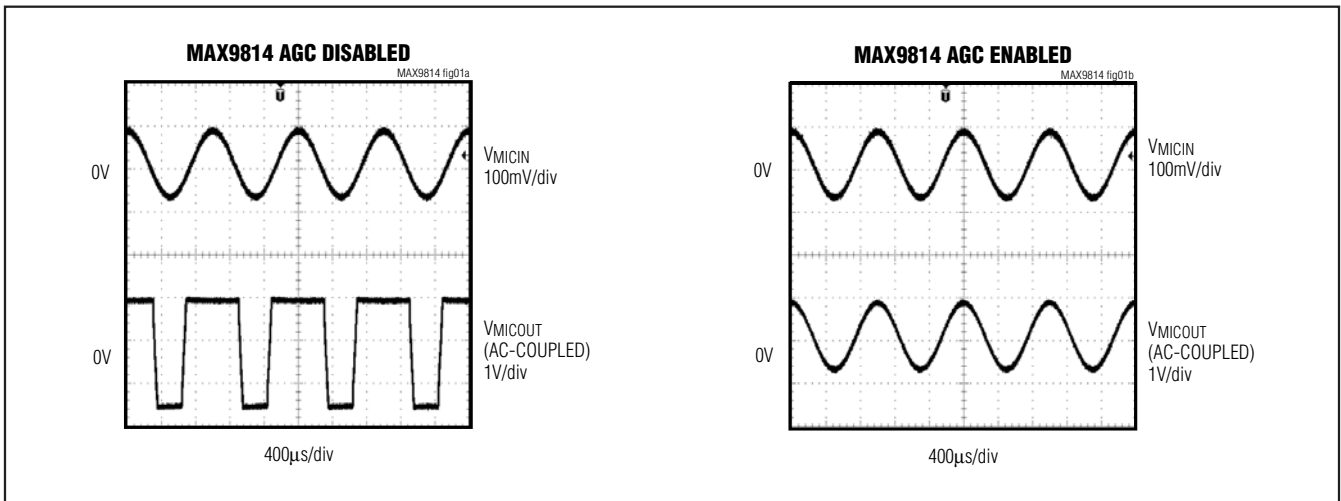 MAX9814 AGC DISABLED
MAX9814 fig01a
0V
VMICIN
100mV/div
0V
VMICOUT
(AC-COUPLED)
1V/div
400µs/div
MAX9814 AGC ENABLED
MAX9814 fig01b
0V
VMICIN
100mV/div
0V
VMICOUT
(AC-COUPLED)
1V/div
400µs/div